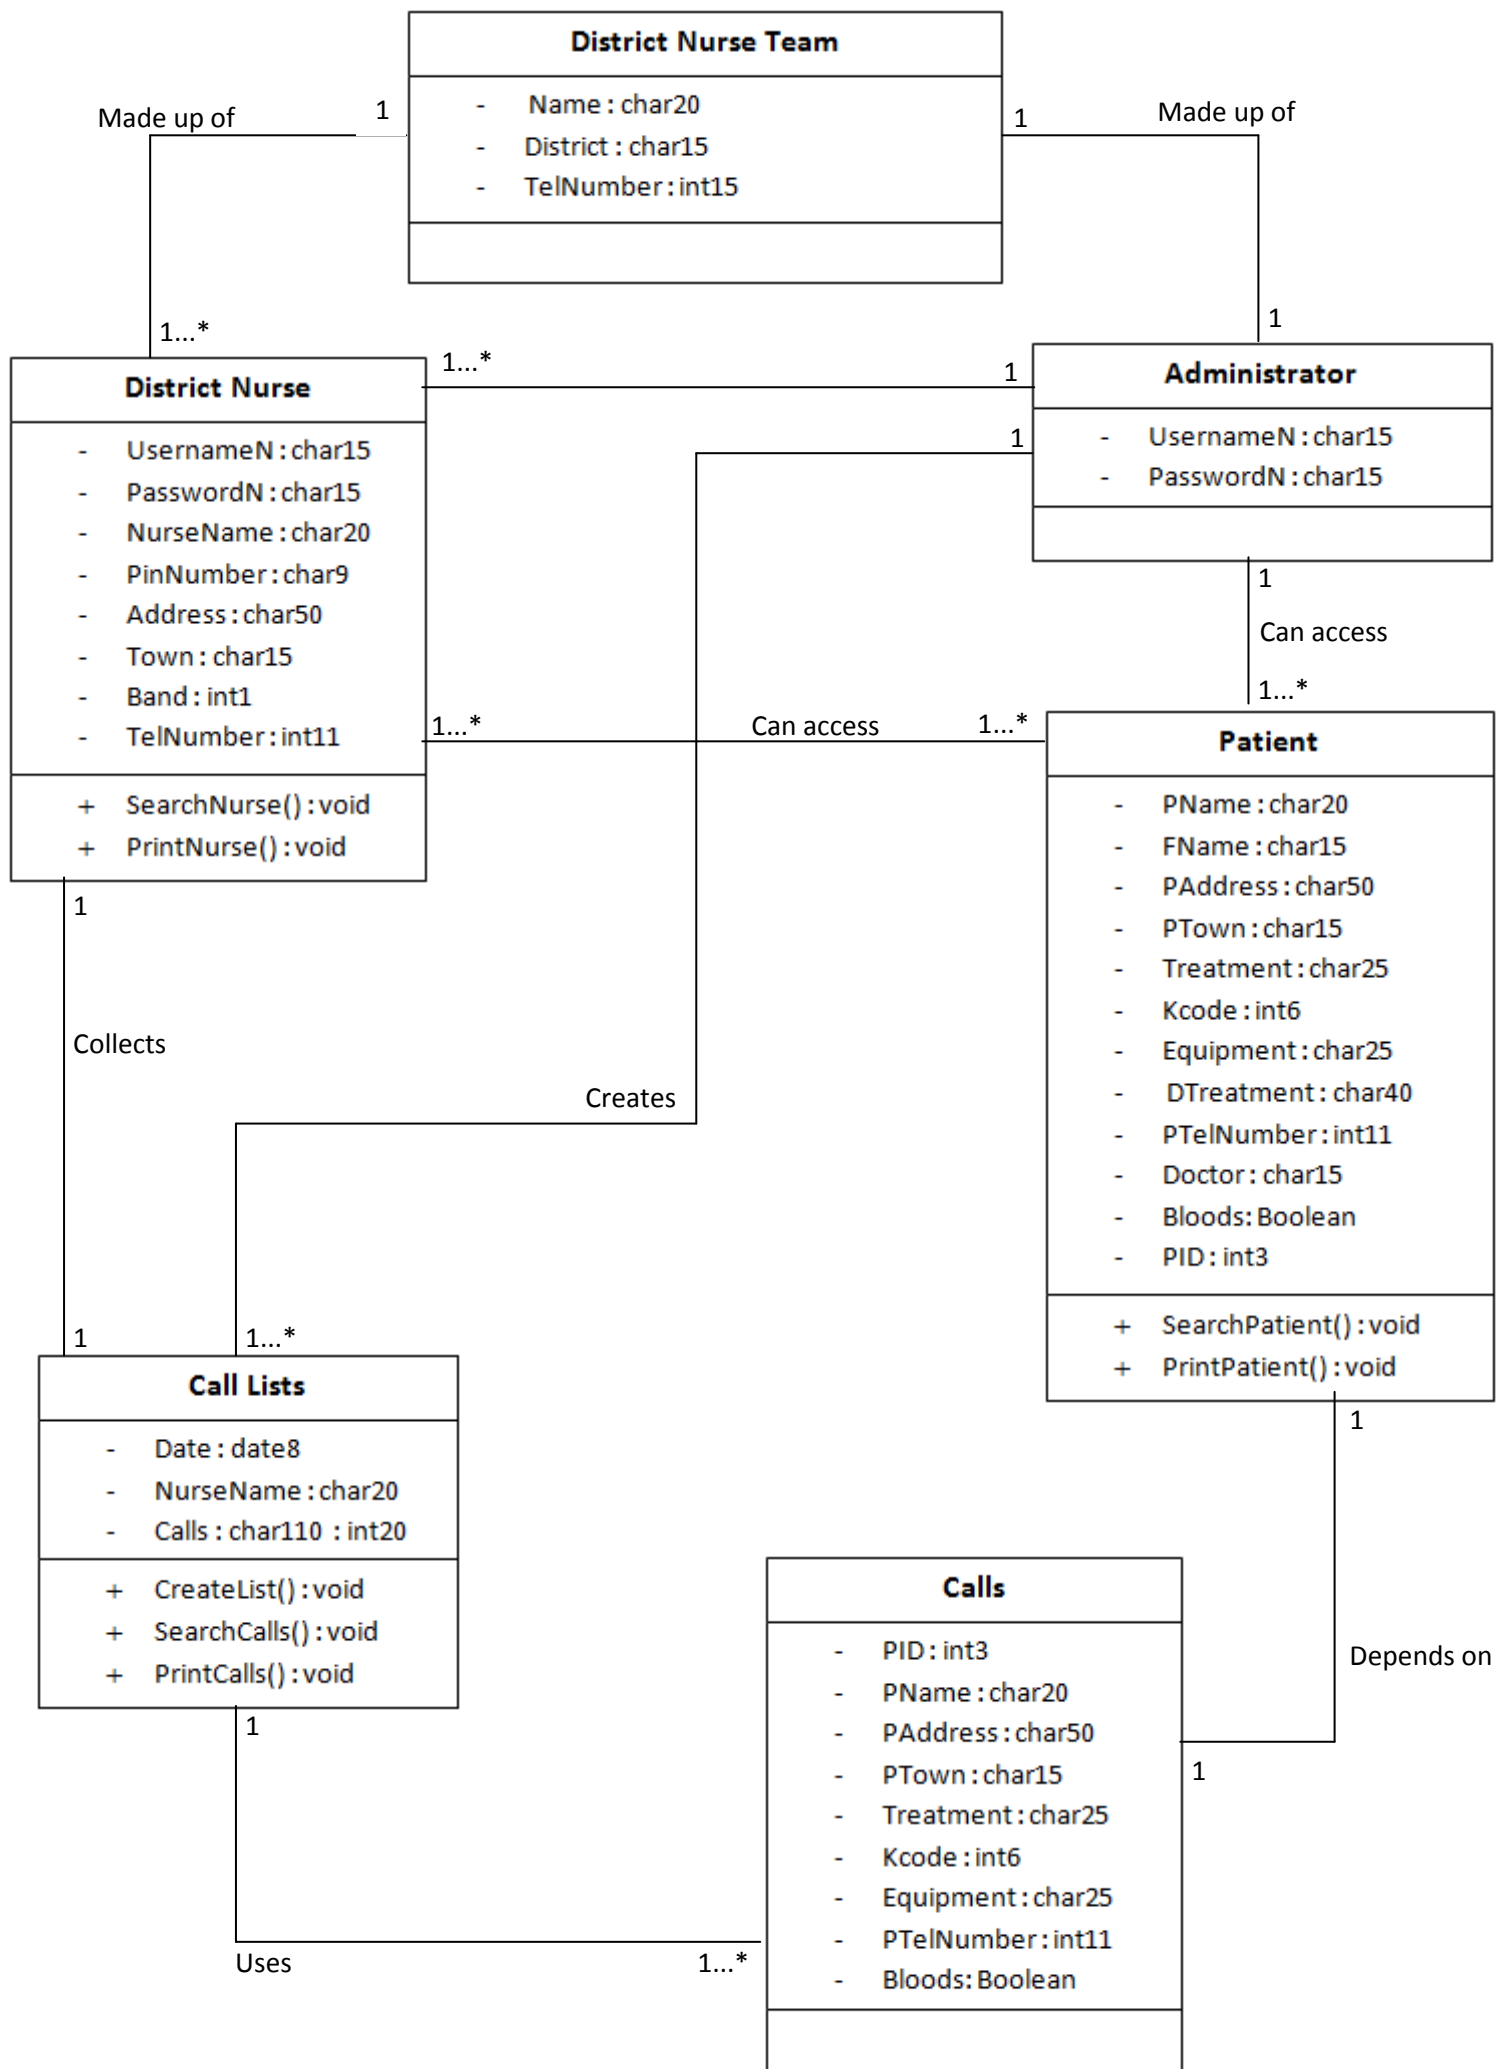 District Nurse Team
- Name : char20
- District : char15
- TelNumber : int15
Made up of
1
1
Made up of
1...*
1
1...*
1
District Nurse
- UsernameN : char15
- PasswordN : char15
- NurseName : char20
- PinNumber : char9
- Address : char50
- Town : char15
- Band : int1
- TelNumber : int11
+ SearchNurse() : void
+ PrintNurse() : void
Administrator
- UsernameN : char15
- PasswordN : char15
1
1
Can access
1...*
1...*
Can access
1...*
Patient
- PName : char20
- FName : char15
- PAddress : char50
- PTown : char15
- Treatment : char25
- Kcode : int6
- Equipment : char25
- DTreatment : char40
- PTelNumber : int11
- Doctor : char15
- Bloods: Boolean
- PID : int3
+ SearchPatient() : void
+ PrintPatient() : void
1
Collects
Creates
1
1...*
Call Lists
- Date : date8
- NurseName : char20
- Calls : char110 : int20
+ CreateList() : void
+ SearchCalls() : void
+ PrintCalls() : void
1
Depends on
1
1
Calls
- PID : int3
- PName : char20
- PAddress : char50
- PTown : char15
- Treatment : char25
- Kcode : int6
- Equipment : char25
- PTelNumber : int11
- Bloods: Boolean
Uses
1...*